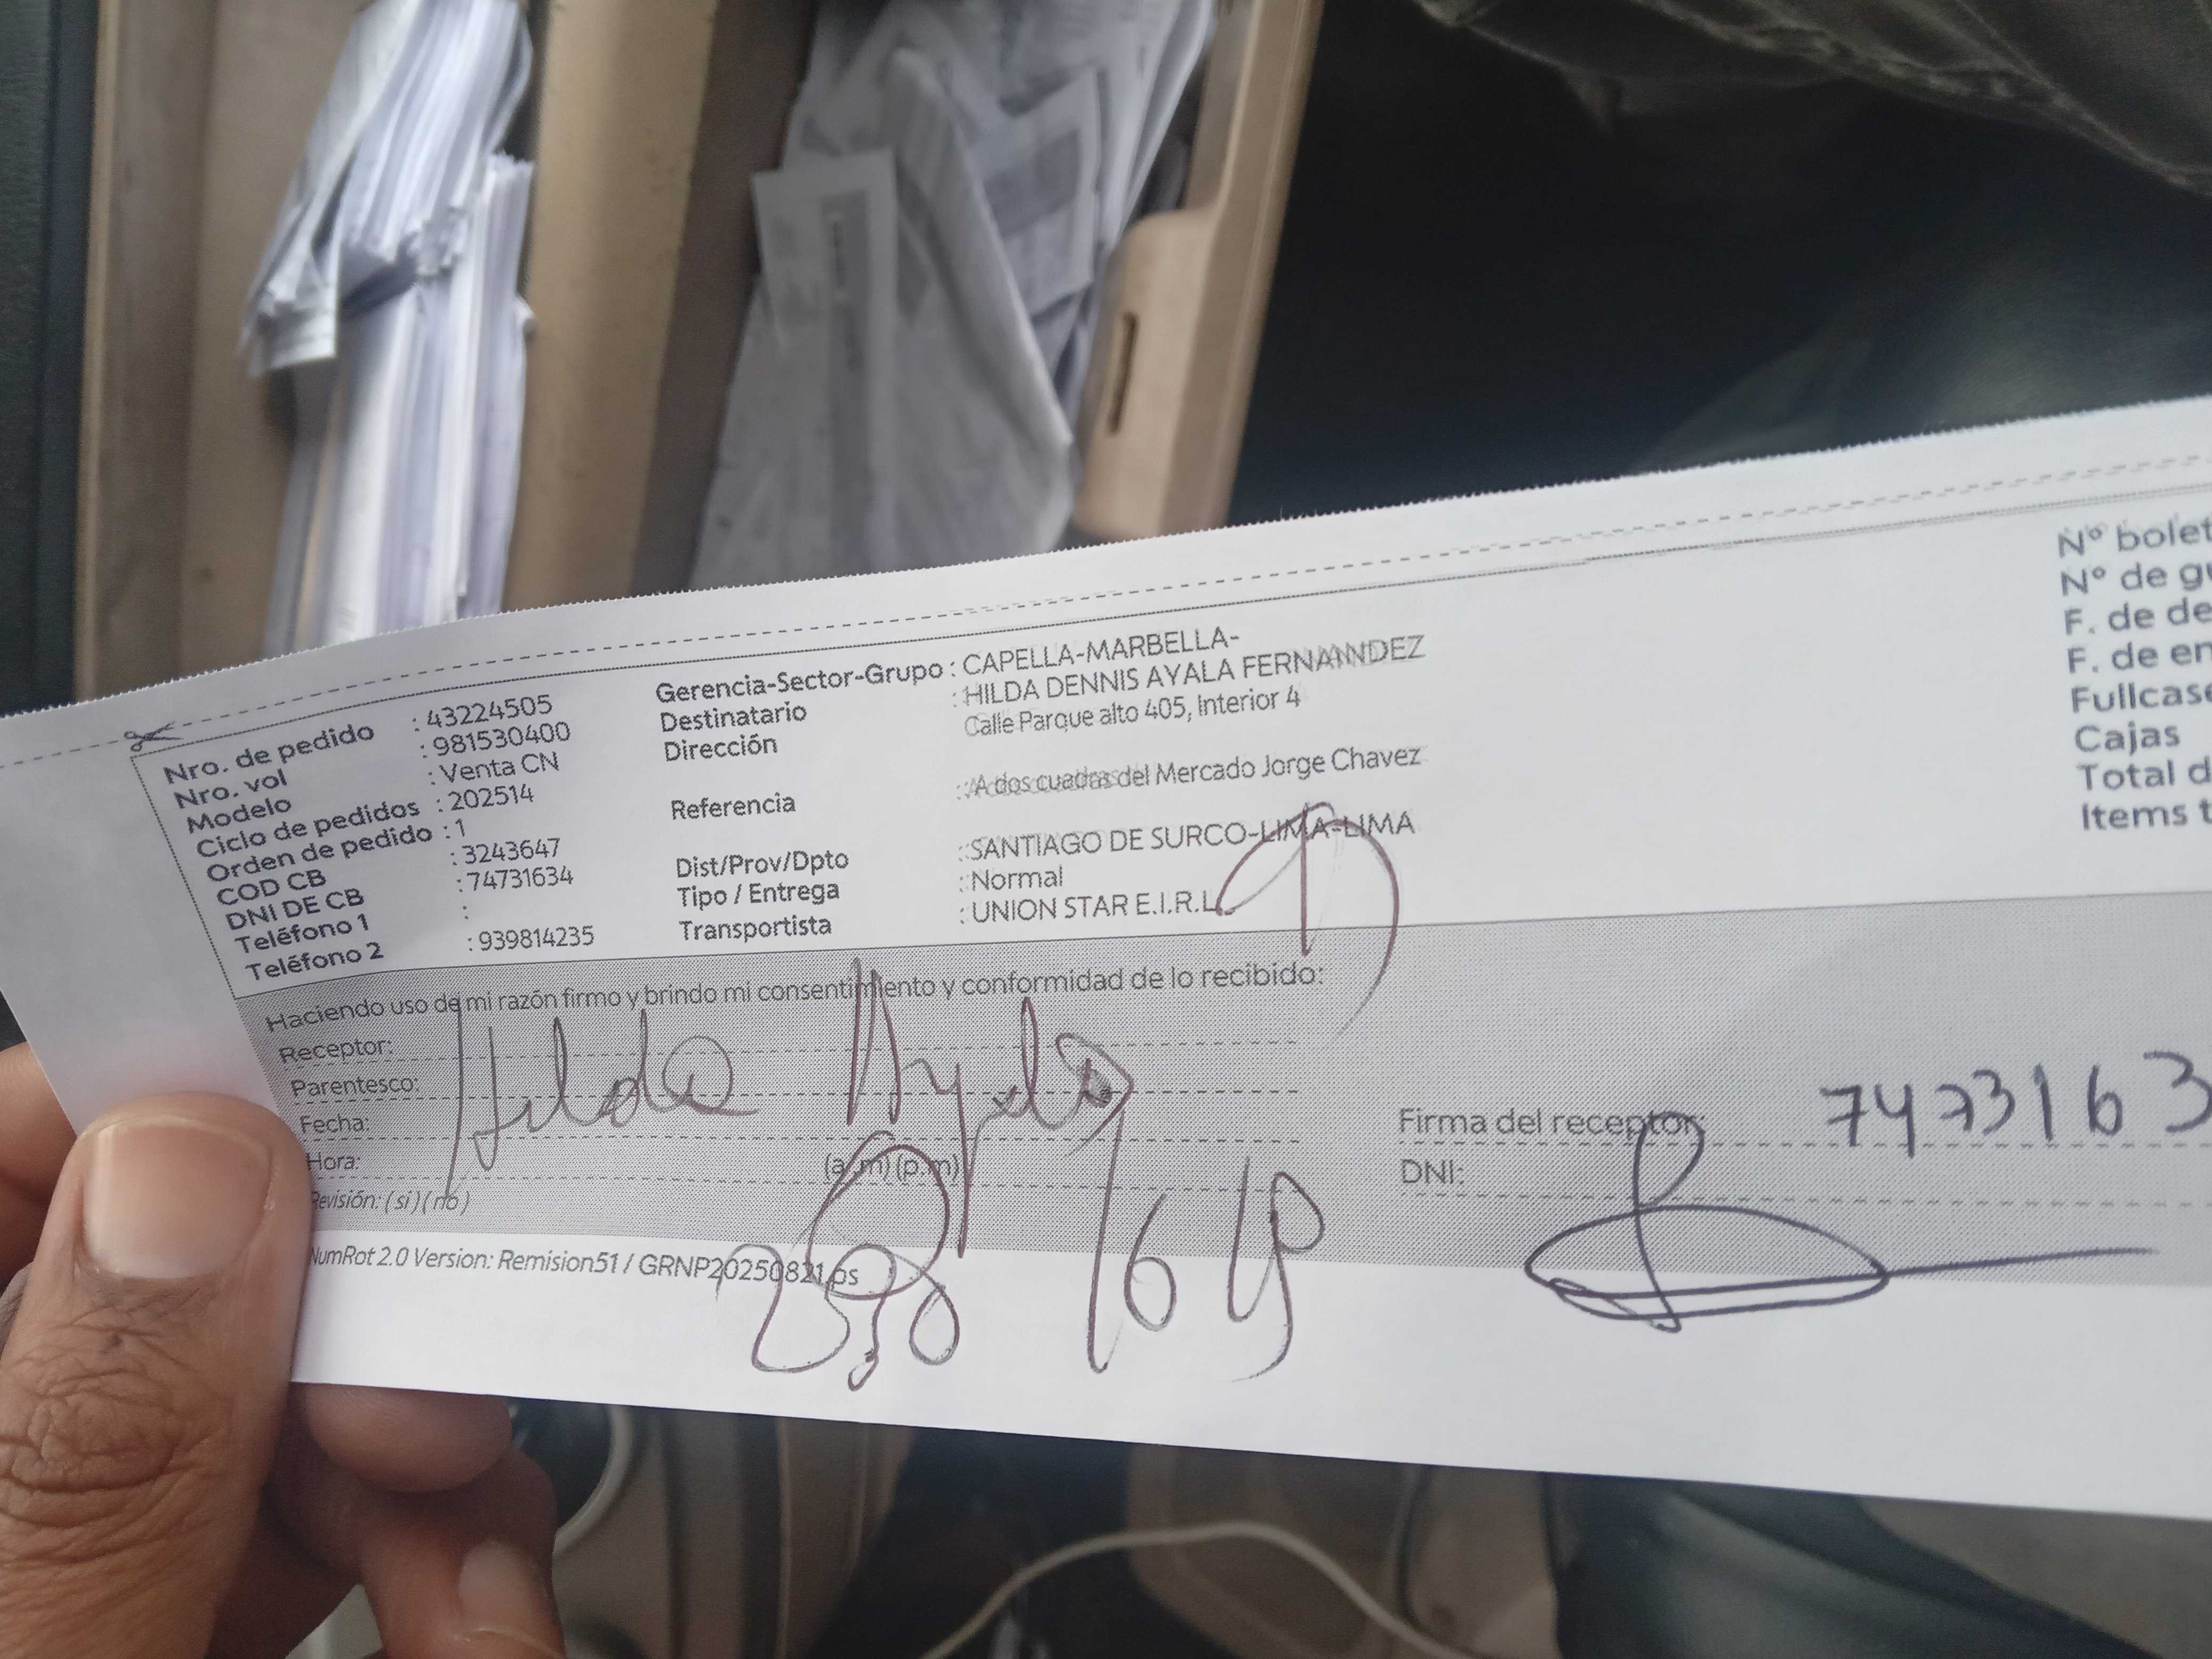 Nro. de pedido : 43224505
Nro. vol : 981530400
Modelo : Venta CN
Ciclo de pedidos : 202514
Orden de pedido : 1
COD CB : 3243647
DNI DE CB : 74731634
Teléfono 1 :
Teléfono 2 : 939814235
Gerencia-Sector-Grupo : CAPELLA-MARBELLA-
Destinatario : HILDA DENNIS AYALA FERNANDEZ
Dirección Calle Parque alto 405, Interior 4
Referencia : A dos cuadras del Mercado Jorge Chavez
Dist/Prov/Dpto : SANTIAGO DE SURCO-LIMA-LIMA
Tipo / Entrega : Normal
Transportista : UNION STAR E.I.R.L.
Nº bolet
Nº de gu
F. de de
F. de en
Fullcase
Cajas
Total d
Items t
Haciendo uso de mi razón firmo y brindo mi consentimiento y conformidad de lo recibido:
Receptor:
Parentesco:
Fecha:
Hora: (a.m) (p.m)
Revisión: (si) (no)
Hilda Ayala
Firma del receptor: 7473163
DNI:
NumRot 2.0 Version: Remision51 / GRNP20250821.ps